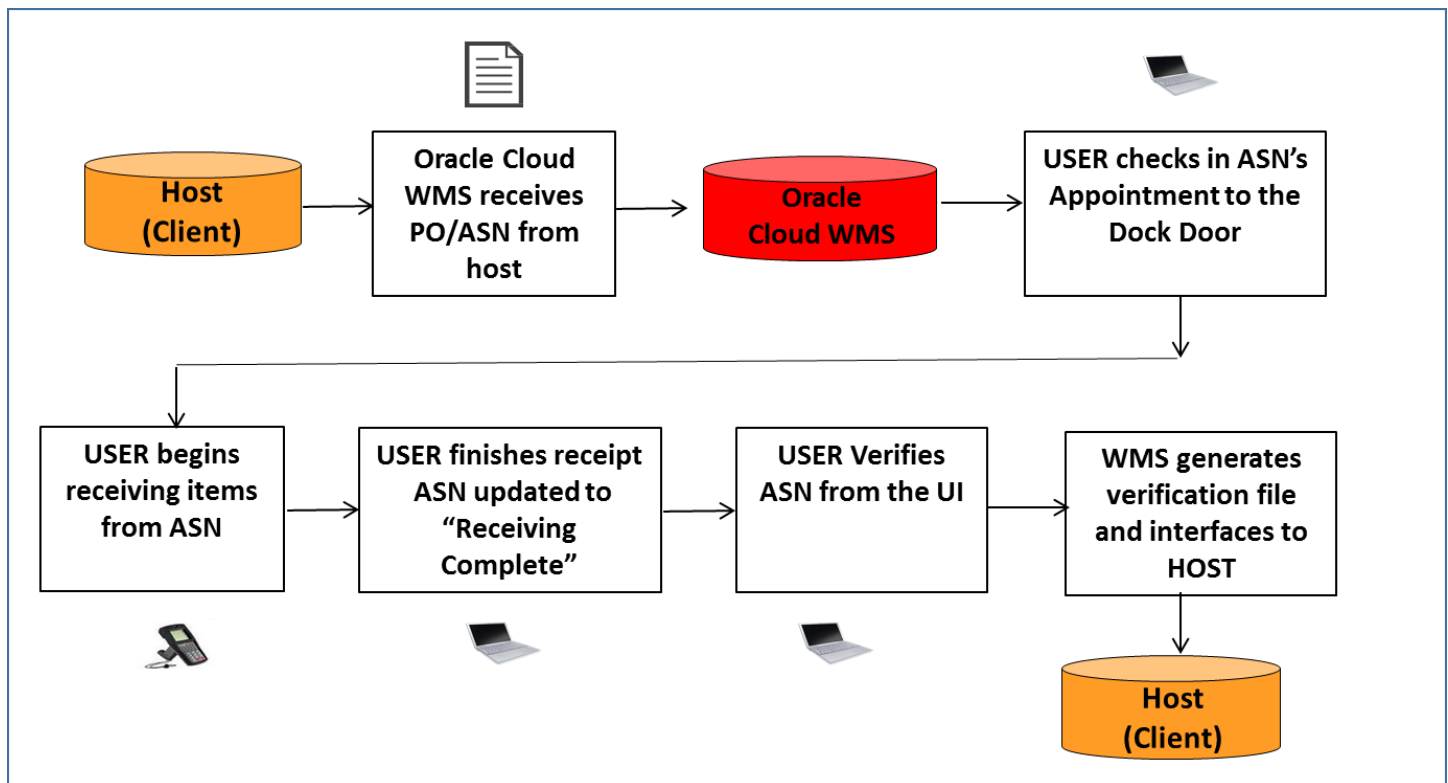 Host
(Client)
Oracle Cloud
WMS receives
PO/ASN from
host
Oracle
Cloud WMS
USER checks in ASN’s
Appointment to the
Dock Door
USER begins
receiving items
from ASN
USER finishes receipt
ASN updated to
“Receiving
Complete”
USER Verifies
ASN from the UI
WMS generates
verification file
and interfaces to
HOST
Host
(Client)